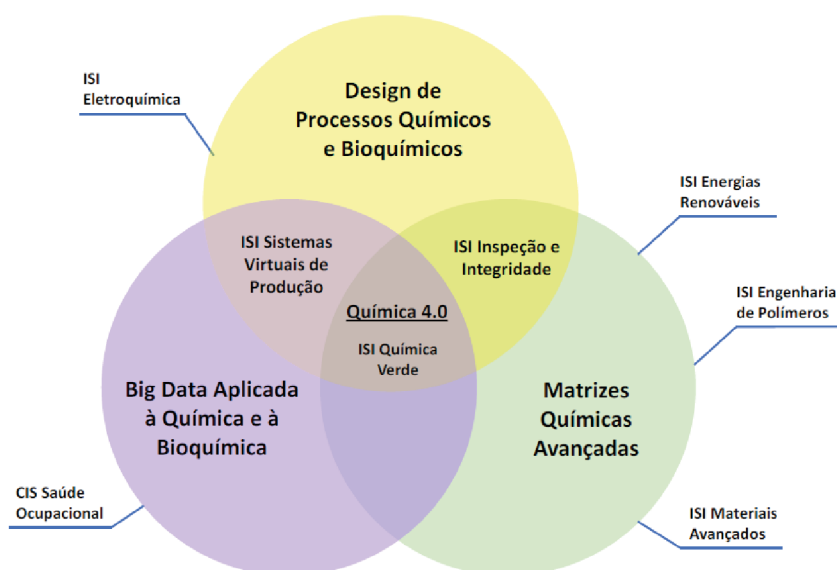 ISI
Eletroquímica
Design de
Processos Químicos
e Bioquímicos
ISI Energias
Renováveis
ISI Sistemas
Virtuais de
Produção
ISI Inspeção e
Integridade
Química 4.0
ISI Química
Verde
ISI Engenharia
de Polímeros
Big Data Aplicada
à Química e à
Bioquímica
Matrizes
Químicas
Avançadas
CIS Saúde
Ocupacional
ISI Materiais
Avançados